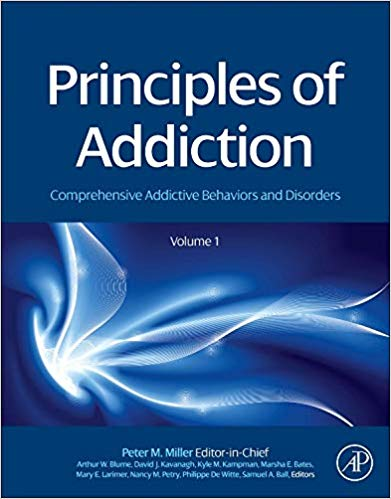 Principles of
Addiction
Comprehensive Addictive Behaviors and Disorders
Volume 1
Peter M. Miller Editor-in-Chief
Arthur W. Blume, David J. Kavanagh, Kyle M. Kampman, Marsha E. Bates,
Mary E. Larimer, Nancy M. Petry, Philippe De Witte, Samuel A. Ball, Editors
AP